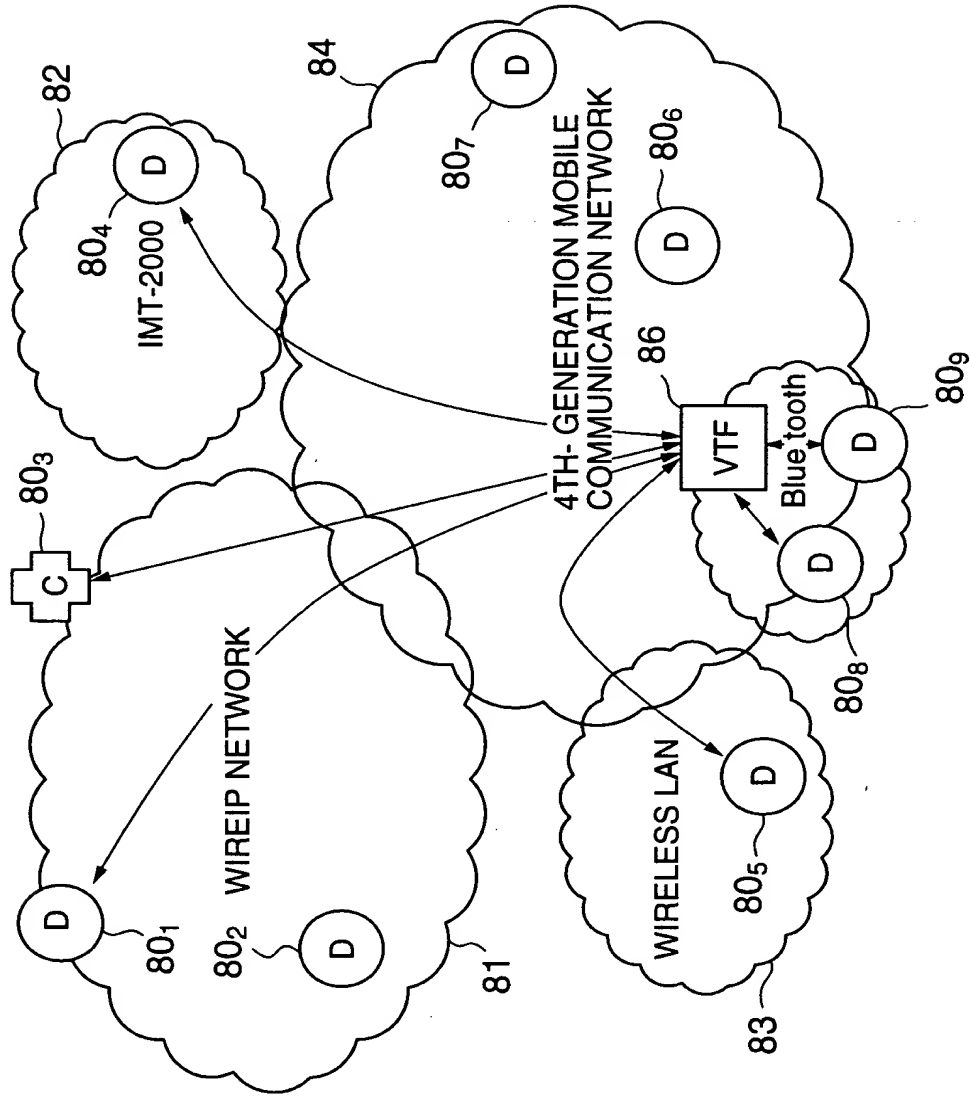 82
D
80₄
IMT-2000
84
D
80₇
4TH- GENERATION MOBILE
COMMUNICATION NETWORK
D
80₆
80₃
C
D
80₁
80₂
D
WIREIP NETWORK
81
86
VTF
Blue tooth
D
80₉
D
80₈
WIRELESS LAN
D
80₅
83